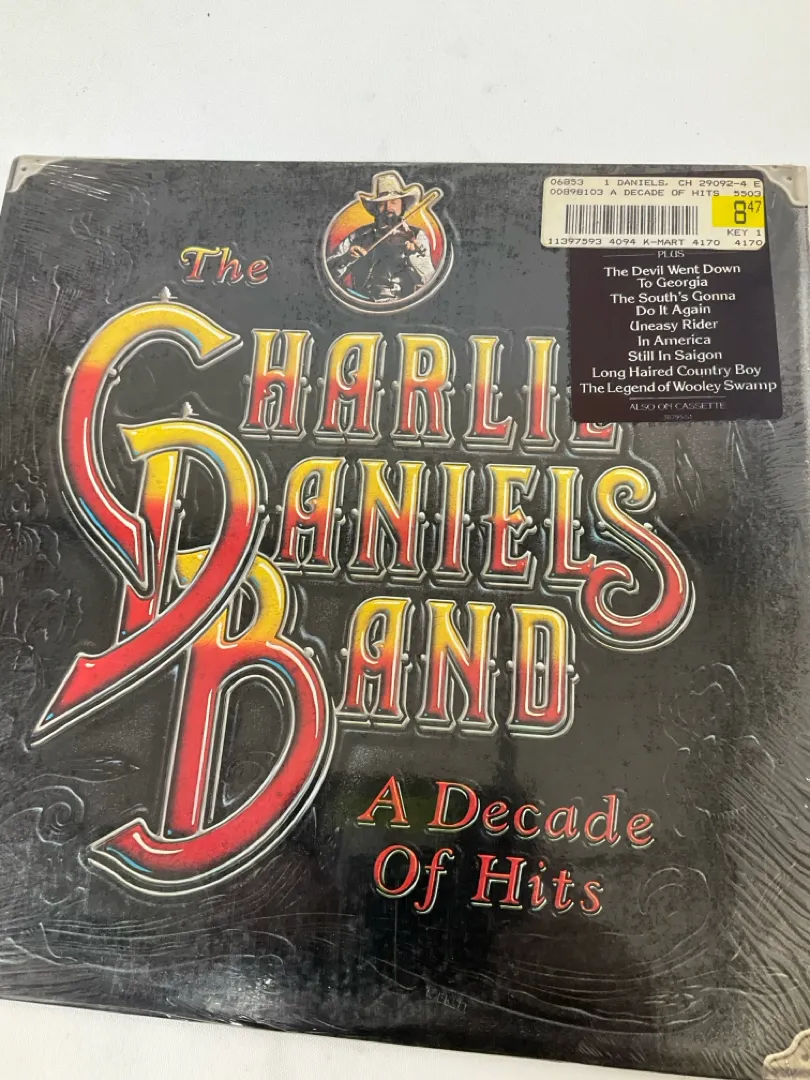 06853 1 DANIELS, CH 29092-4 E
00898103 A DECADE OF HITS 5503
8 47
KEY 1
11397593 4094 K-MART 4170 4170
PLUS
The Devil Went Down
To Georgia
The South's Gonna
Do It Again
Uneasy Rider
In America
Still In Saigon
Long Haired Country Boy
The Legend of Wooley Swamp
ALSO ON CASSETTE
The
CHARLIE
DANIELS
BAND
A Decade
Of Hits